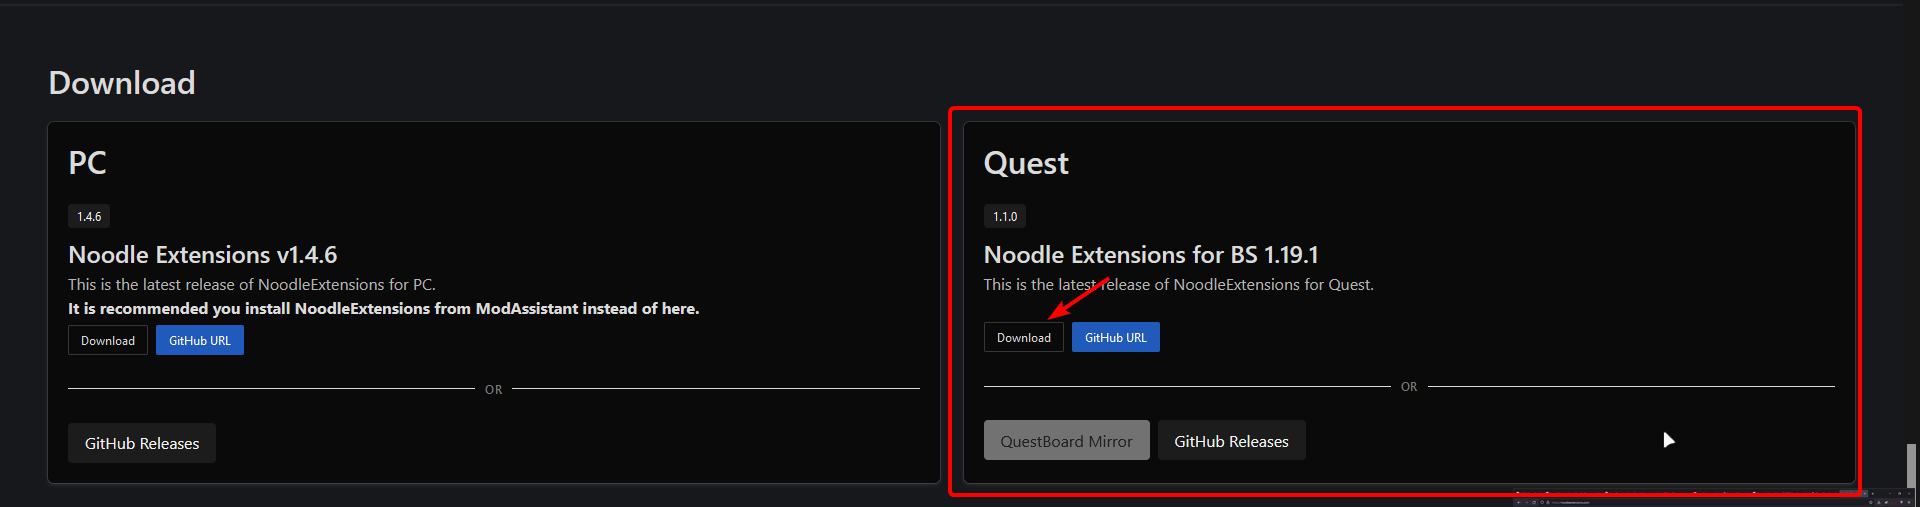 Download
PC
1.4.6
Noodle Extensions v1.4.6
This is the latest release of NoodleExtensions for PC.
It is recommended you install NoodleExtensions from ModAssistant instead of here.
Download
GitHub URL
OR
GitHub Releases
Quest
1.1.0
Noodle Extensions for BS 1.19.1
This is the latest release of NoodleExtensions for Quest.
Download
GitHub URL
OR
QuestBoard Mirror
GitHub Releases